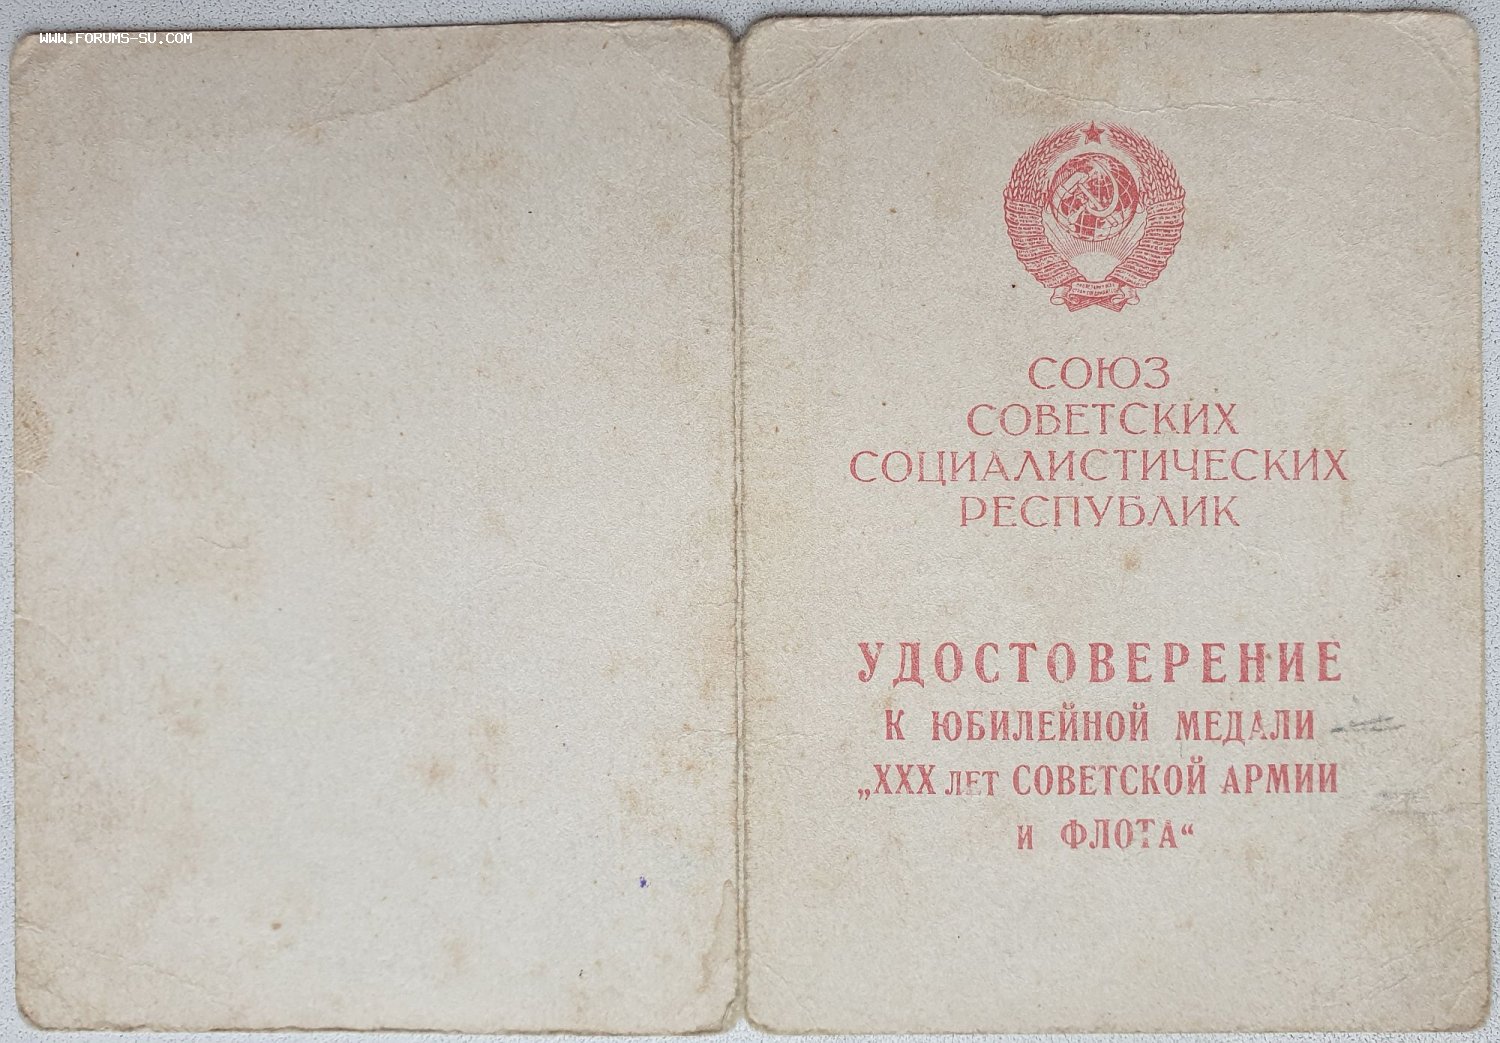 WWW.FORUMS-SU.COM
СОЮЗ
СОВЕТСКИХ
СОЦИАЛИСТИЧЕСКИХ
РЕСПУБЛИК
УДОСТОВЕРЕНИЕ
К ЮБИЛЕЙНОЙ МЕДАЛИ
„XXX ЛЕТ СОВЕТСКОЙ АРМИИ
И ФЛОТА“